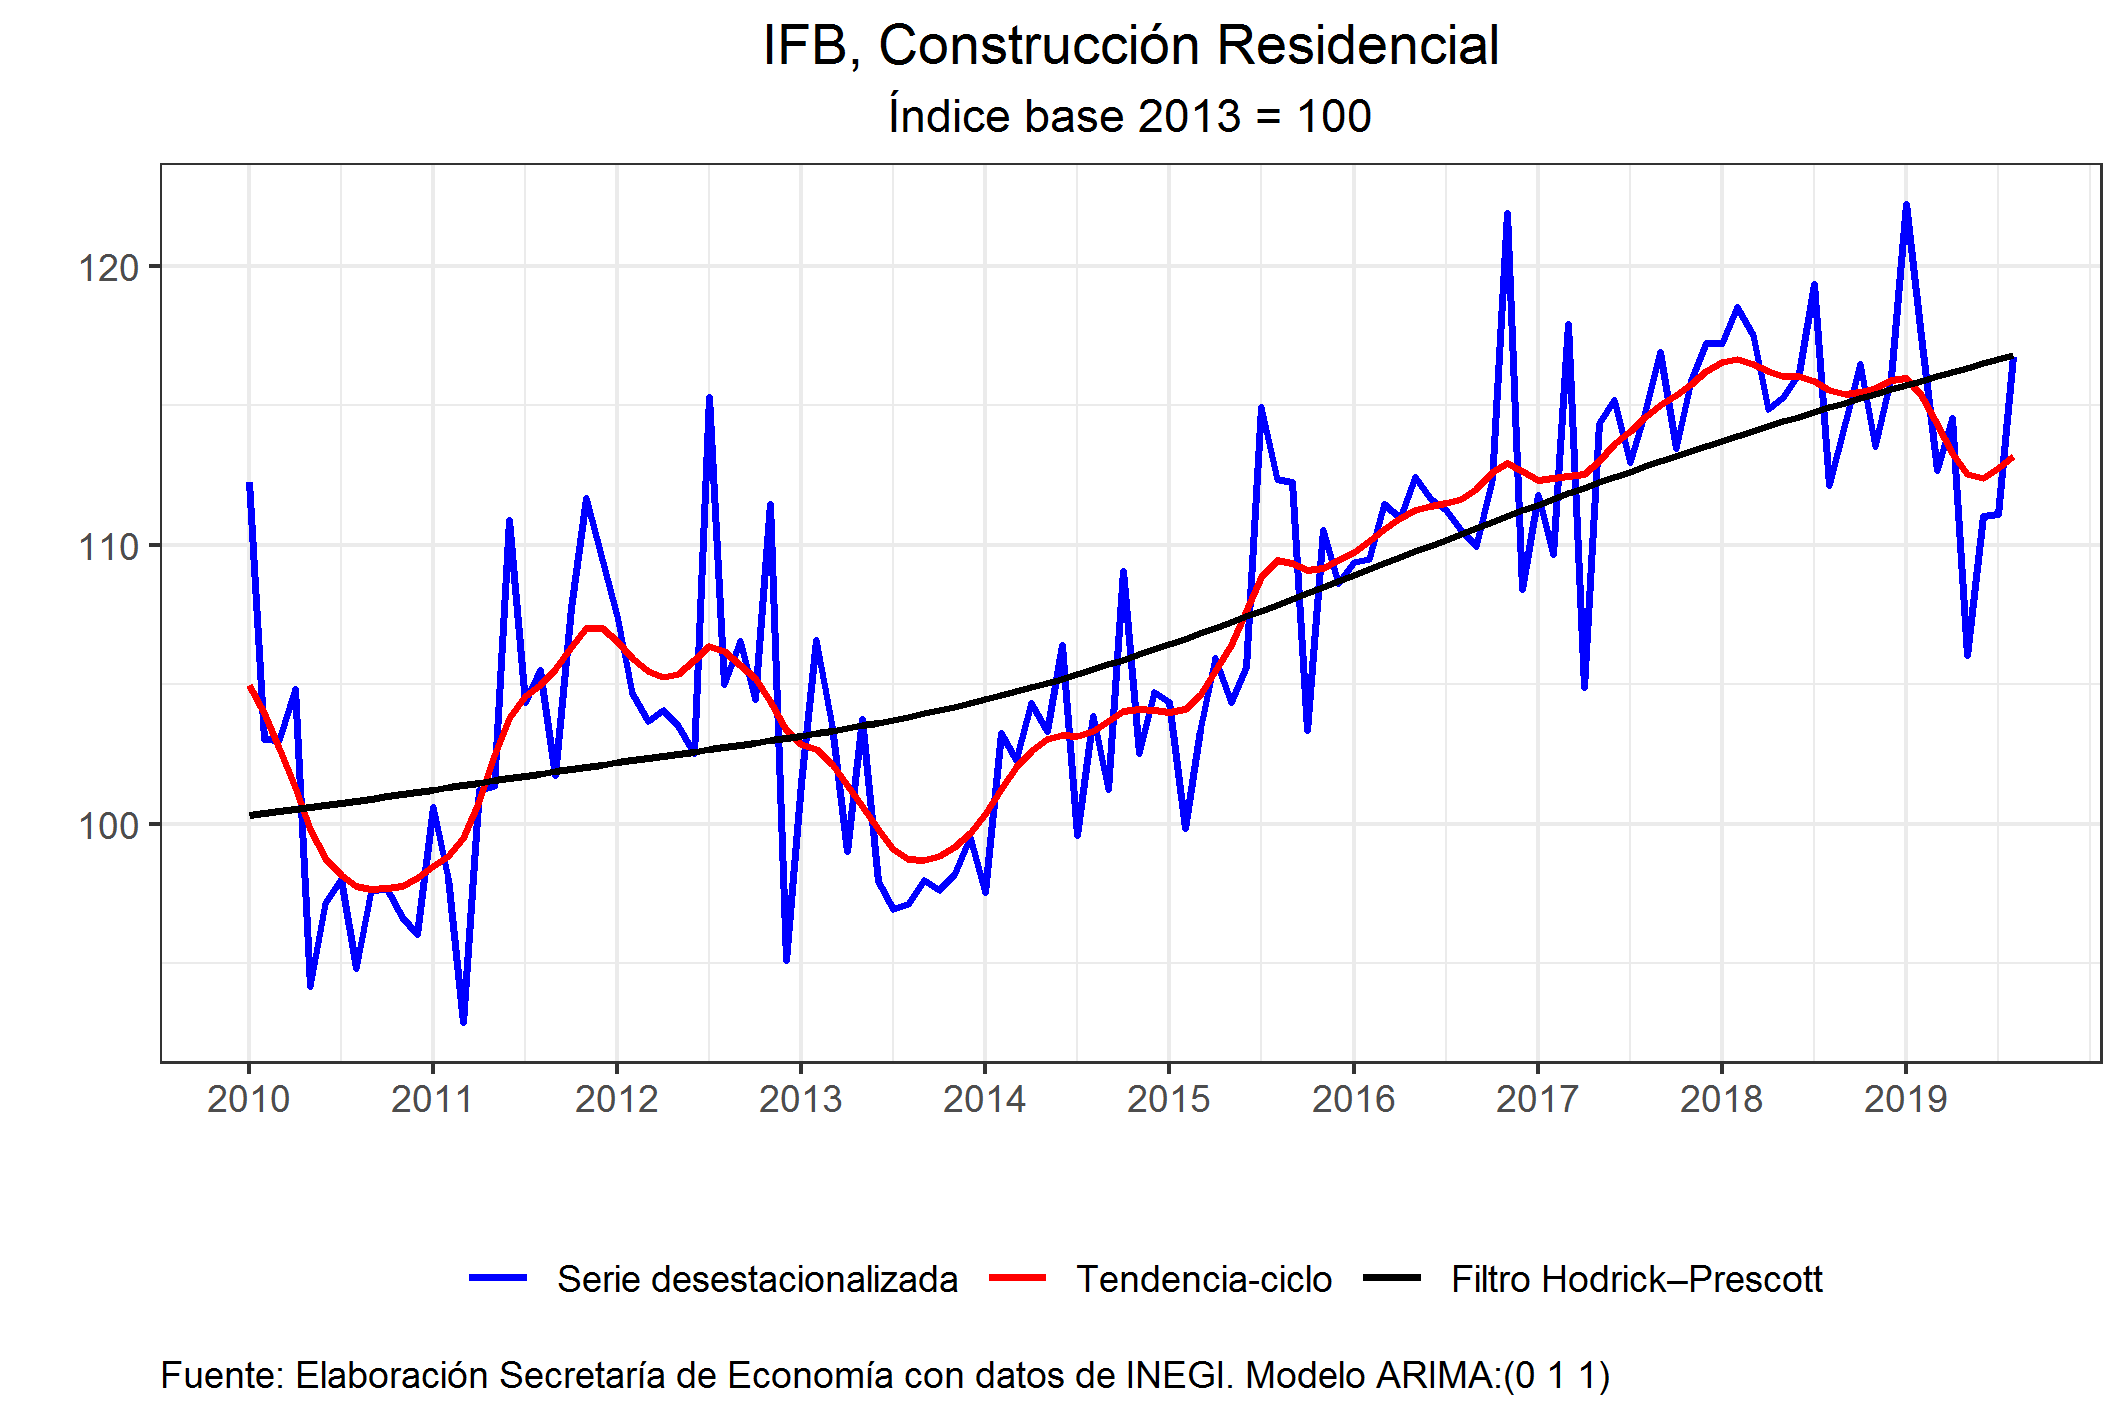 IFB, Construcción Residencial
Índice base 2013 = 100
120
110
100
2010 2011 2012 2013 2014 2015 2016 2017 2018 2019
Serie desestacionalizada Tendencia-ciclo Filtro Hodrick–Prescott
Fuente: Elaboración Secretaría de Economía con datos de INEGI. Modelo ARIMA:(0 1 1)